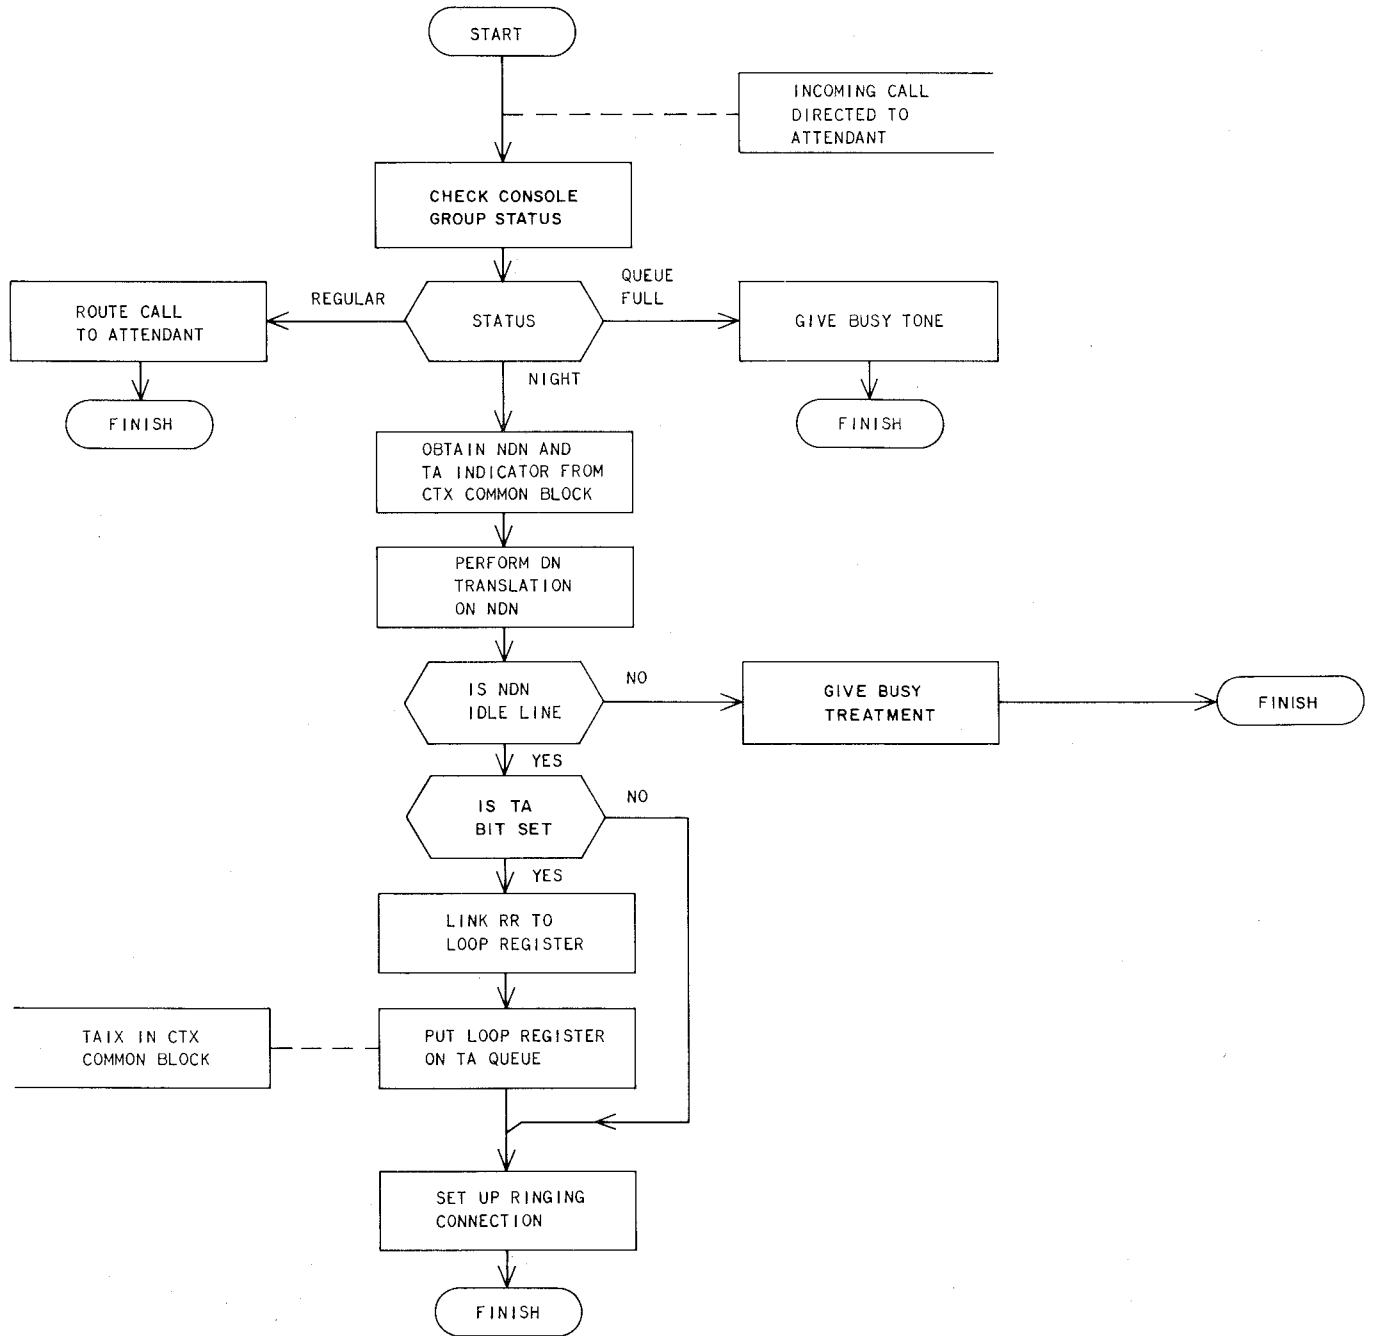 START
INCOMING CALL
DIRECTED TO
ATTENDANT
CHECK CONSOLE
GROUP STATUS
ROUTE CALL
TO ATTENDANT
REGULAR
STATUS
QUEUE
FULL
GIVE BUSY TONE
NIGHT
FINISH
FINISH
OBTAIN NDN AND
TA INDICATOR FROM
CTX COMMON BLOCK
PERFORM DN
TRANSLATION
ON NDN
IS NDN
IDLE LINE
NO
GIVE BUSY
TREATMENT
FINISH
YES
IS TA
BIT SET
NO
YES
LINK RR TO
LOOP REGISTER
TAIX IN CTX
COMMON BLOCK
PUT LOOP REGISTER
ON TA QUEUE
SET UP RINGING
CONNECTION
FINISH